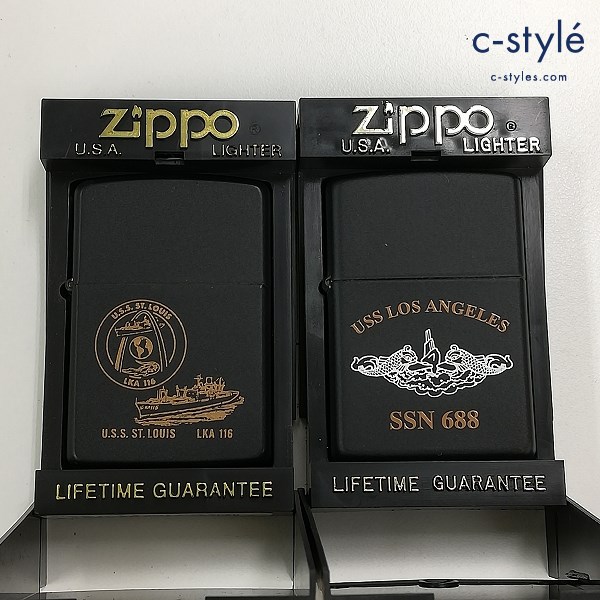 c-stylé
c-styles.com
Zippo ®
U.S.A. LIGHTER
U.S.S. ST. LOUIS
LKA 116
U.S.S. ST. LOUIS LKA 116
LIFETIME GUARANTEE
Zippo ®
U.S.A. LIGHTER
USS LOS ANGELES
SSN 688
LIFETIME GUARANTEE